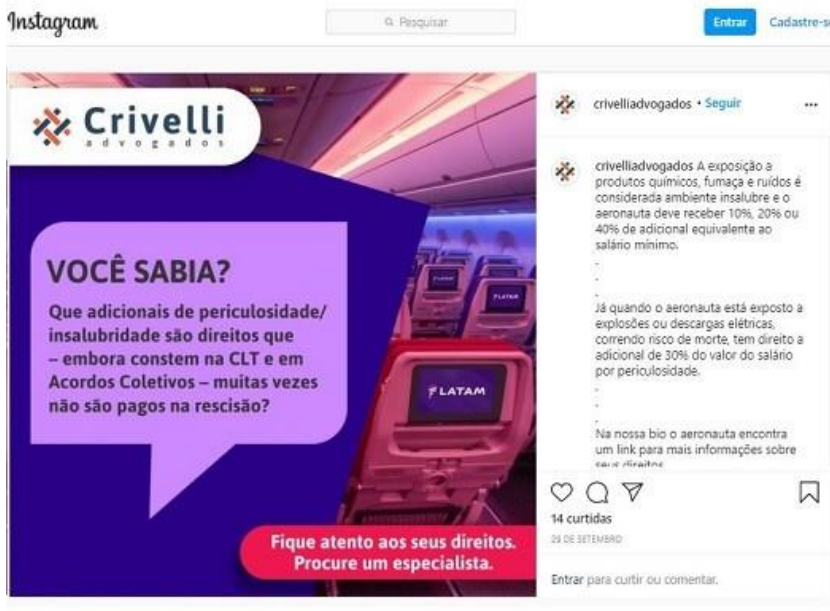 Instagram
Pesquisar
Entrar
Cadastre-s
Crivelli
advogados
VOCÊ SABIA?
Que adicionais de periculosidade/
insalubridade são direitos que
– embora constem na CLT e em
Acordos Coletivos – muitas vezes
não são pagos na rescisão?
LATAM
LATAM
LATAM
Fique atento aos seus direitos.
Procure um especialista.
crivelliadvogados • Seguir
crivelliadvogados A exposição a
produtos químicos, fumaça e ruídos é
considerada ambiente insalubre e o
aeronauta deve receber 10%, 20% ou
40% de adicional equivalente ao
salário mínimo.
.
.
.
Já quando o aeronauta está exposto a
explosões ou descargas elétricas,
correndo risco de morte, tem direito a
adicional de 30% do valor do salário
por periculosidade.
.
.
.
Na nossa bio o aeronauta encontra
um link para mais informações sobre
seus direitos
14 curtidas
29 DE SETEMBRO
Entrar para curtir ou comentar.